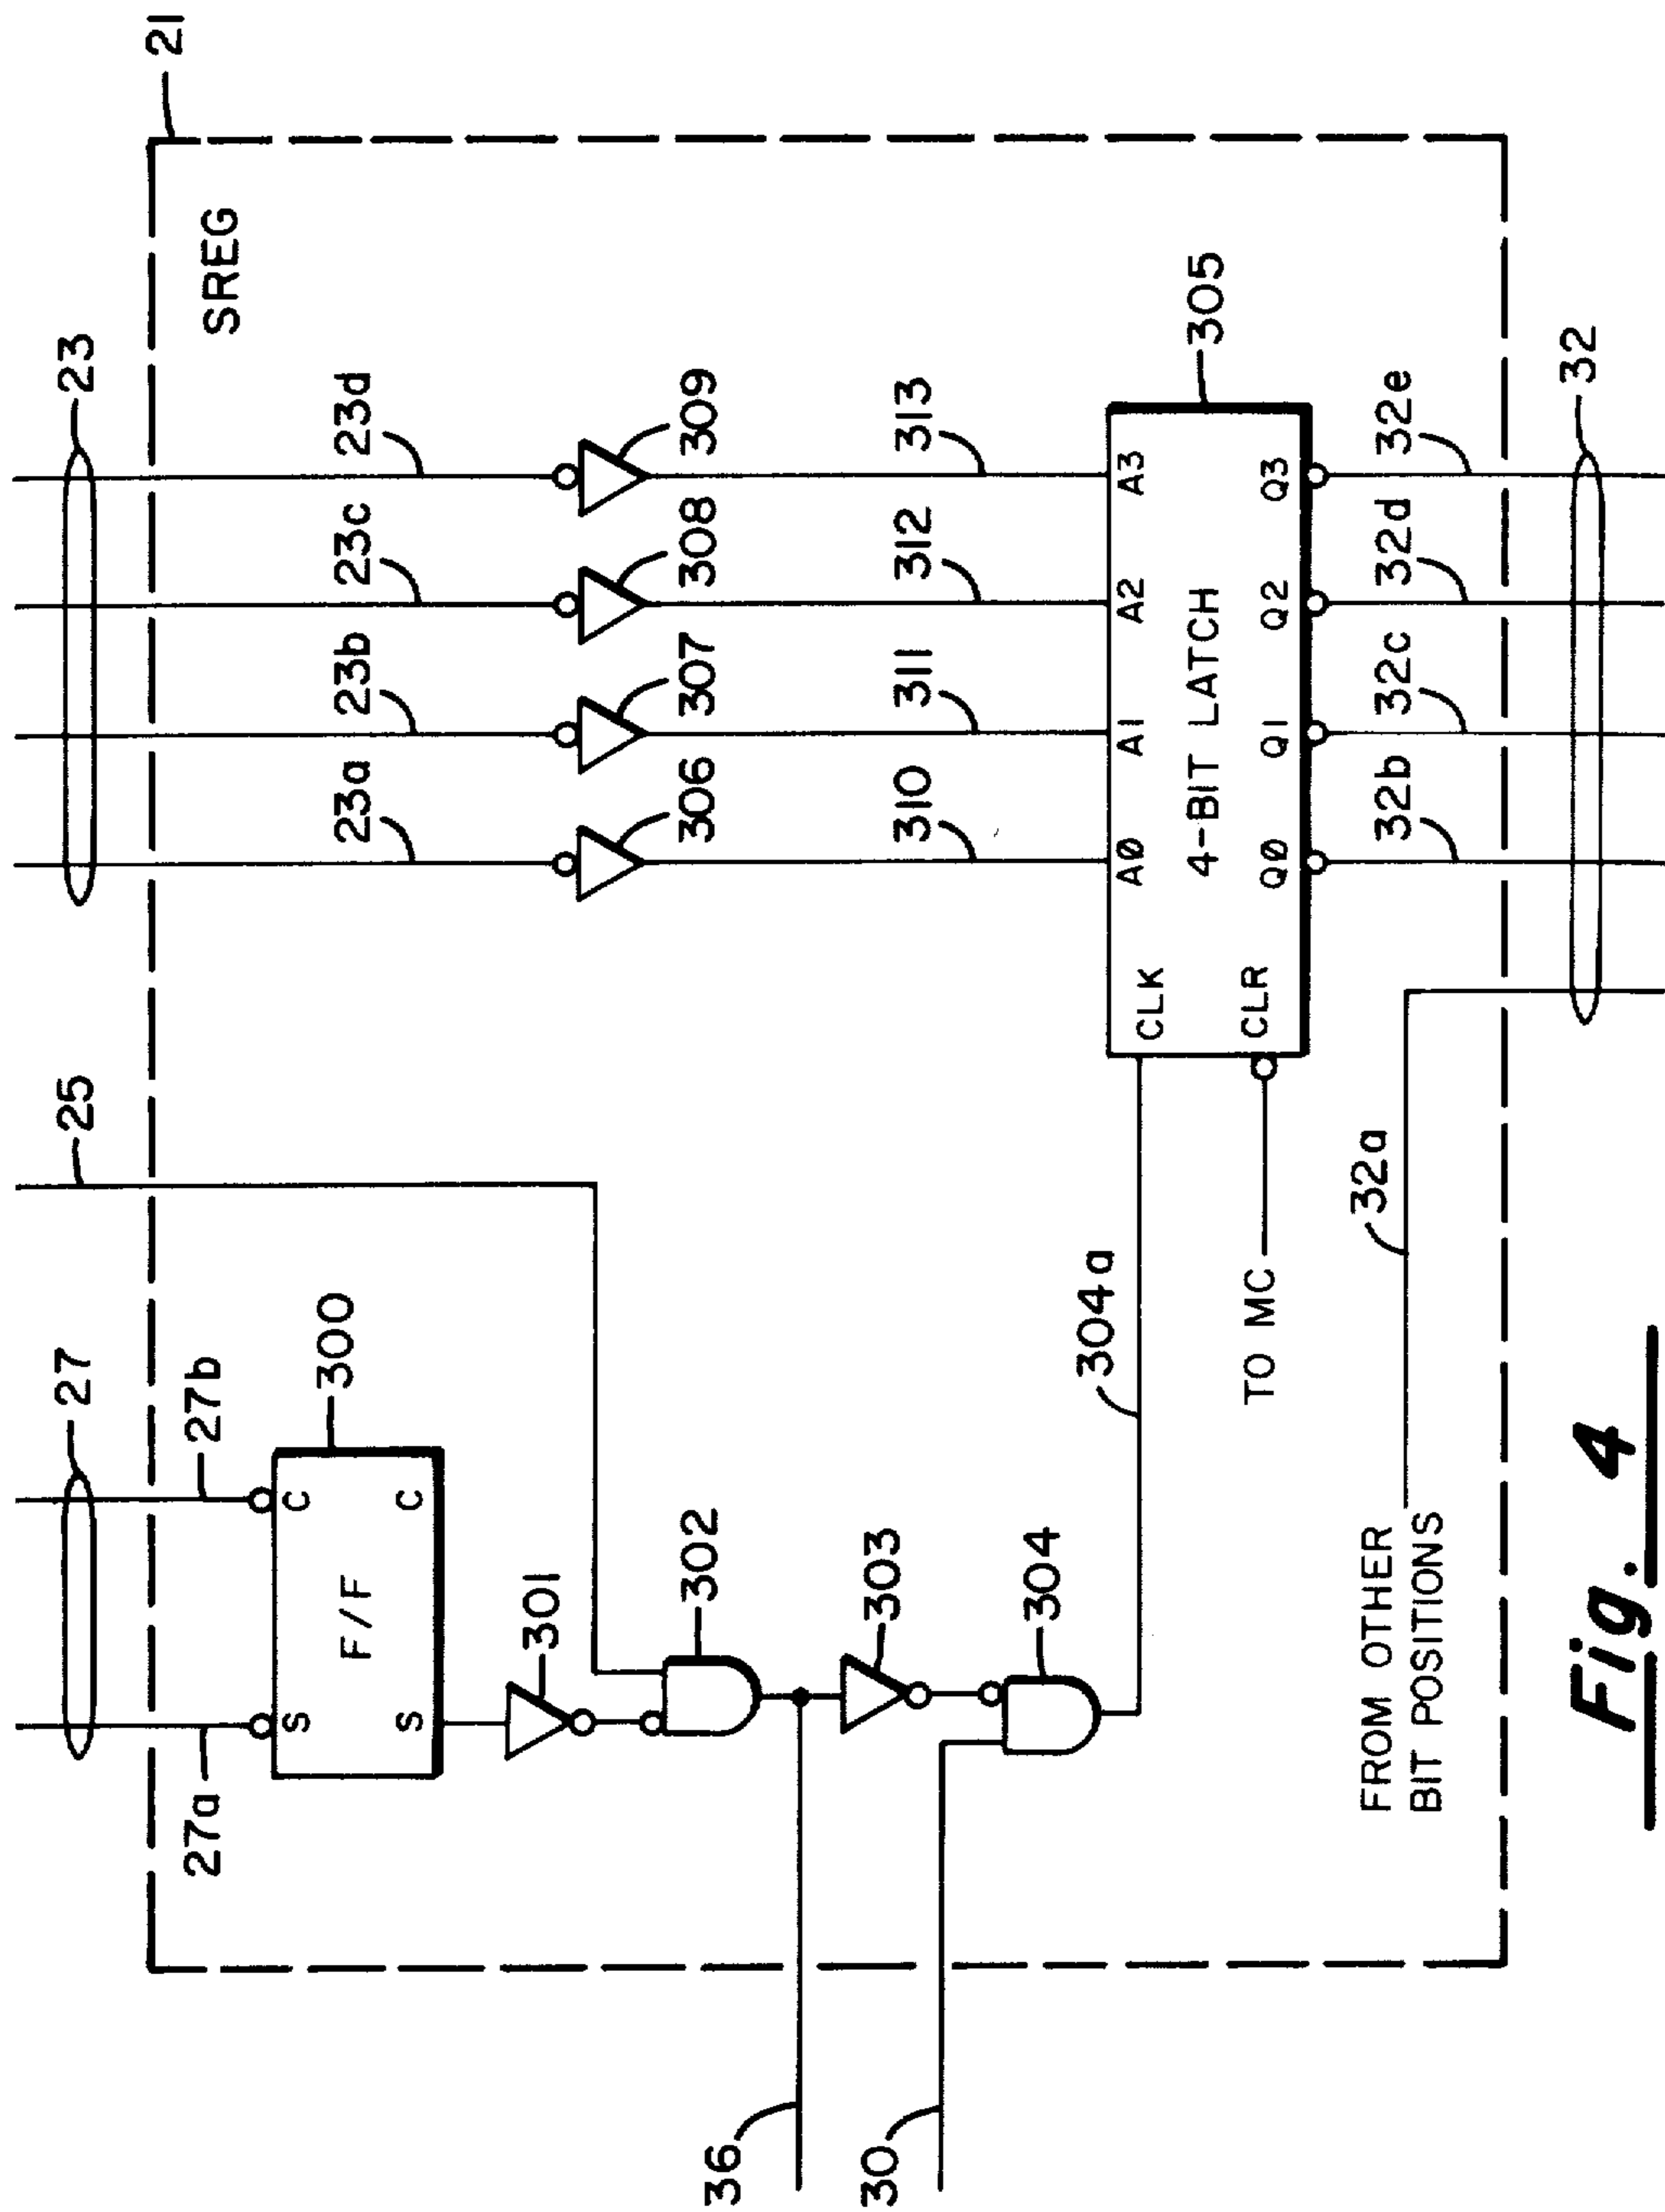 21
23
25
27
SREG
27a
27b
23a
23b
23c
23d
S
C
F/F
S
C
300
301
302
303
304
306
307
308
309
310
311
312
313
36
30
304a
A0
A1
A2
A3
CLK
4-BIT LATCH
CLR
Q0
Q1
Q2
Q3
305
TO MC
FROM OTHER
BIT POSITIONS
32a
32b
32c
32d
32e
32
Fig. 4